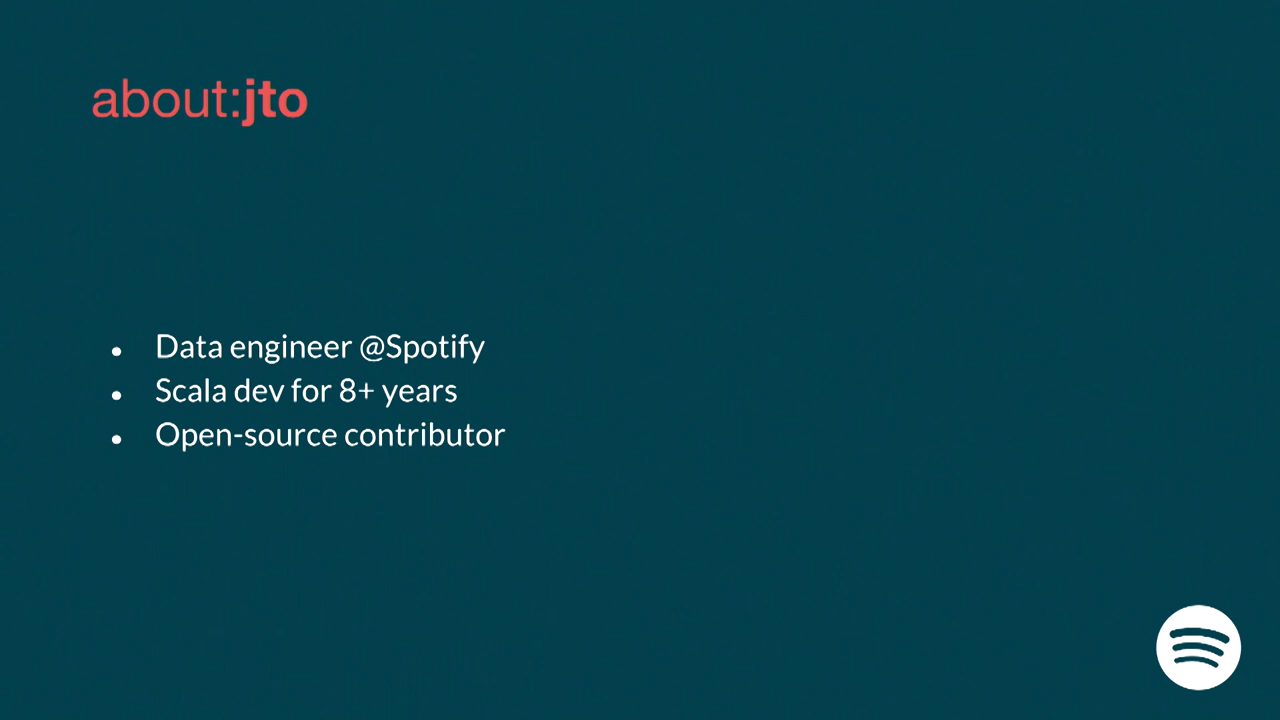 about:jto
• Data engineer @Spotify
• Scala dev for 8+ years
• Open-source contributor